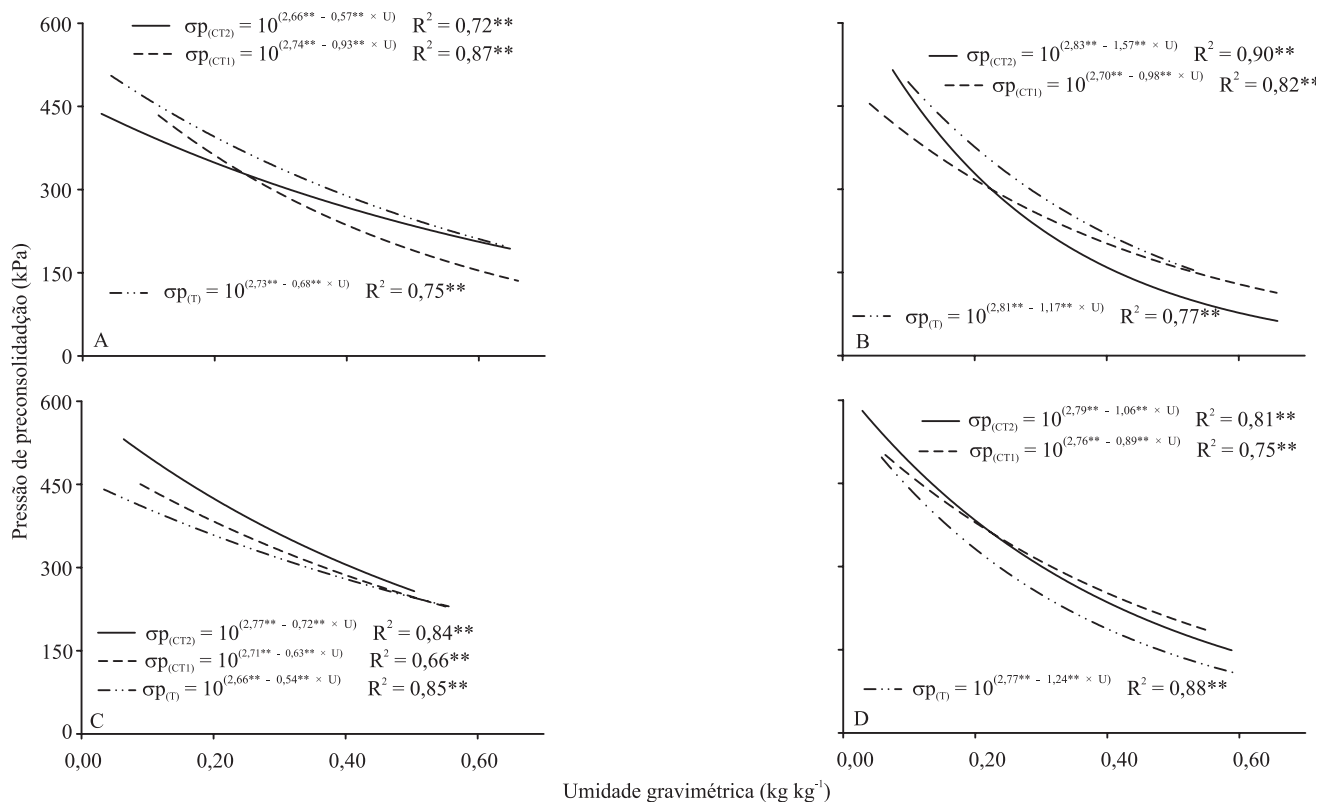 Pressão de preconsolidadção (kPa)
600
450
300
150
0
σp(CT2) = 10^(2,66** - 0,57** × U) R² = 0,72**
σp(CT1) = 10^(2,74** - 0,93** × U) R² = 0,87**
σp(T) = 10^(2,73** - 0,68** × U) R² = 0,75**
A
σp(CT2) = 10^(2,83** - 1,57** × U) R² = 0,90**
σp(CT1) = 10^(2,70** - 0,98** × U) R² = 0,82**
σp(T) = 10^(2,81** - 1,17** × U) R² = 0,77**
B
600
450
300
150
0
σp(CT2) = 10^(2,77** - 0,72** × U) R² = 0,84**
σp(CT1) = 10^(2,71** - 0,63** × U) R² = 0,66**
σp(T) = 10^(2,66** - 0,54** × U) R² = 0,85**
C
σp(CT2) = 10^(2,79** - 1,06** × U) R² = 0,81**
σp(CT1) = 10^(2,76** - 0,89** × U) R² = 0,75**
σp(T) = 10^(2,77** - 1,24** × U) R² = 0,88**
D
0,00 0,20 0,40 0,60
0,00 0,20 0,40 0,60
Umidade gravimétrica (kg kg⁻¹)